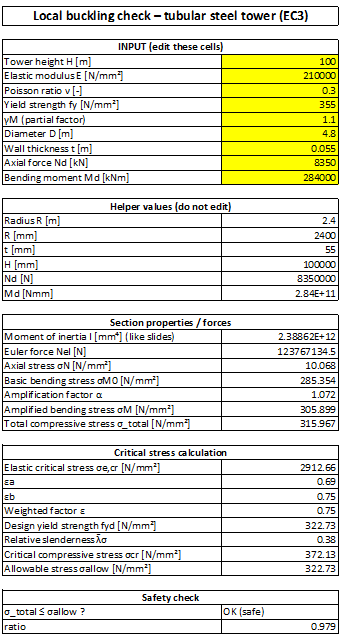 Local buckling check – tubular steel tower (EC3)
INPUT (edit these cells)
Tower height H [m] 100
Elastic modulus E [N/mm²] 210000
Poisson ratio ν [-] 0.3
Yield strength fy [N/mm²] 355
γM (partial factor) 1.1
Diameter D [m] 4.8
Wall thickness t [m] 0.055
Axial force Nd [kN] 8350
Bending moment Md [kNm] 284000
Helper values (do not edit)
Radius R [m] 2.4
R [mm] 2400
t [mm] 55
H [mm] 100000
Nd [N] 8350000
Md [Nmm] 2.84E+11
Section properties / forces
Moment of inertia I [mm⁴] (like slides) 2.38862E+12
Euler force Nel [N] 123767134.5
Axial stress σN [N/mm²] 10.068
Basic bending stress σM0 [N/mm²] 285.354
Amplification factor α 1.072
Amplified bending stress σM [N/mm²] 305.899
Total compressive stress σ_total [N/mm²] 315.967
Critical stress calculation
Elastic critical stress σe,cr [N/mm²] 2912.66
εa 0.69
εb 0.75
Weighted factor ε 0.75
Design yield strength fyd [N/mm²] 322.73
Relative slenderness λ̄σ 0.38
Critical compressive stress σcr [N/mm²] 372.13
Allowable stress σallow [N/mm²] 322.73
Safety check
σ_total ≤ σallow ? OK (safe)
ratio 0.979